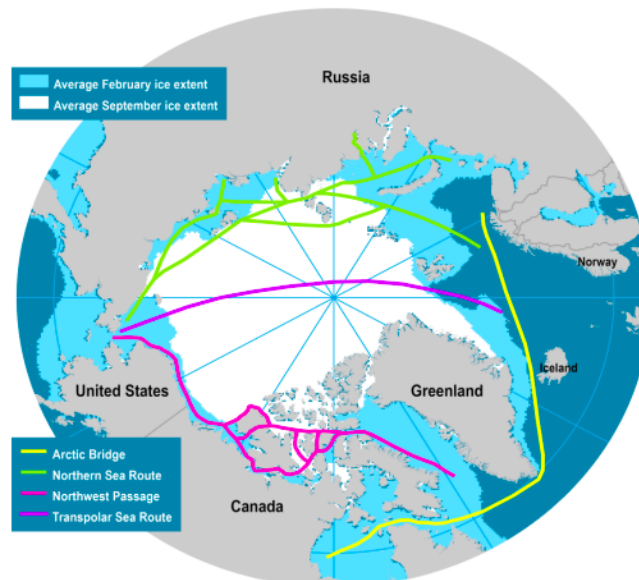 Average February ice extent
Average September ice extent
Russia
Norway
Iceland
United States
Greenland
Canada
Arctic Bridge
Northern Sea Route
Northwest Passage
Transpolar Sea Route